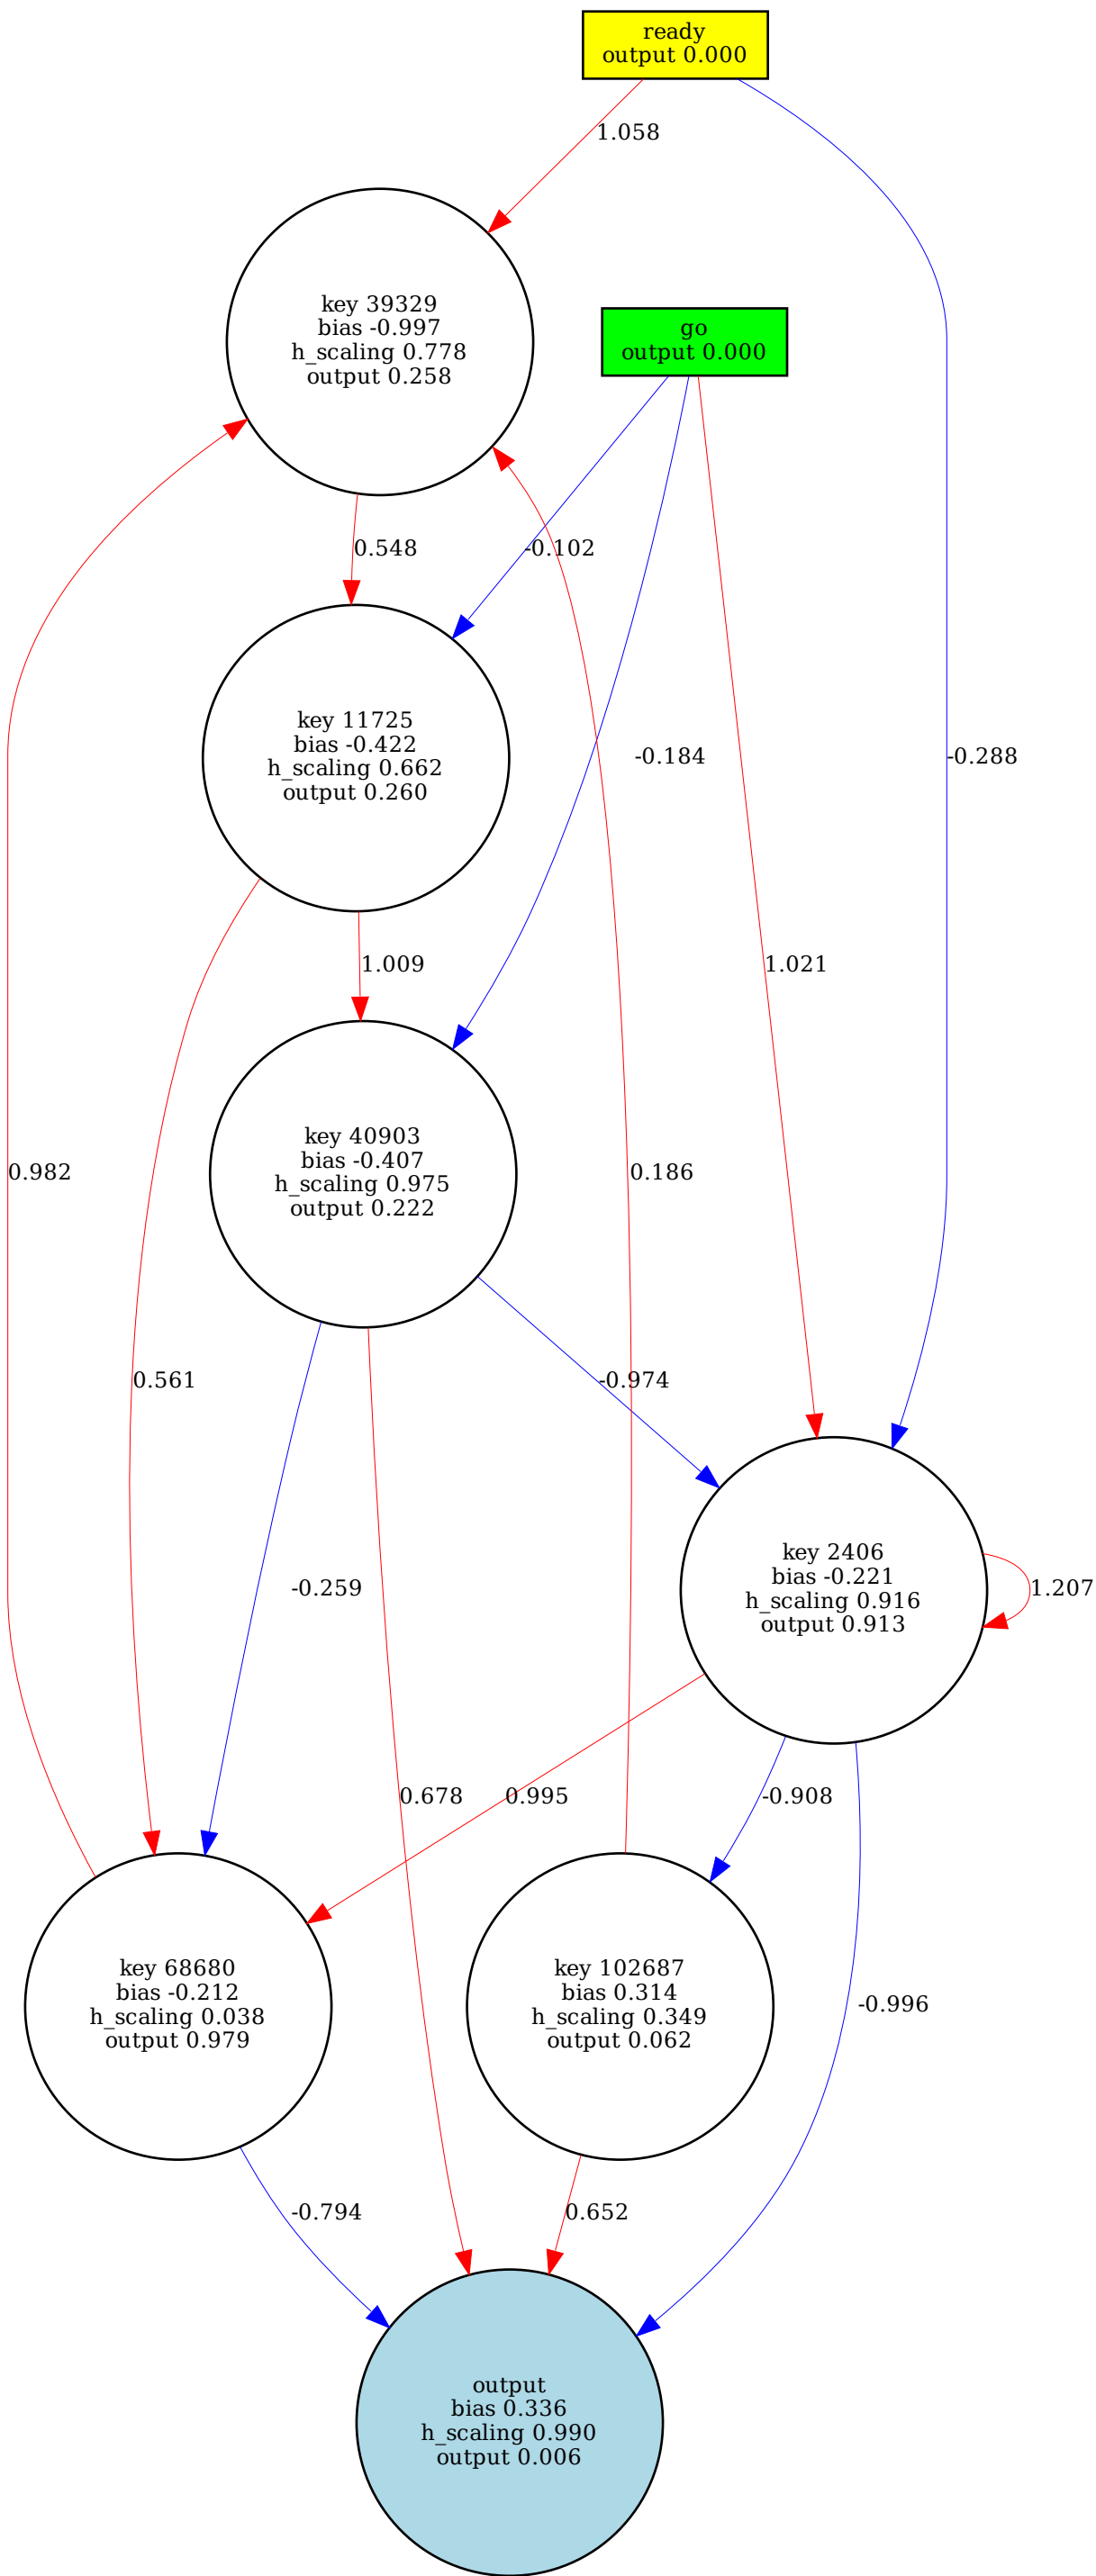 ready
output 0.000
1.058
key 39329
bias -0.997
h_scaling 0.778
output 0.258
go
output 0.000
0.548
-0.102
key 11725
bias -0.422
h_scaling 0.662
output 0.260
-0.184
-0.288
1.009
1.021
key 40903
bias -0.407
h_scaling 0.975
output 0.222
0.982
0.186
0.561
-0.974
key 2406
bias -0.221
h_scaling 0.916
output 0.913
-0.259
1.207
0.678
0.995
-0.908
key 68680
bias -0.212
h_scaling 0.038
output 0.979
key 102687
bias 0.314
h_scaling 0.349
output 0.062
-0.996
-0.794
0.652
output
bias 0.336
h_scaling 0.990
output 0.006